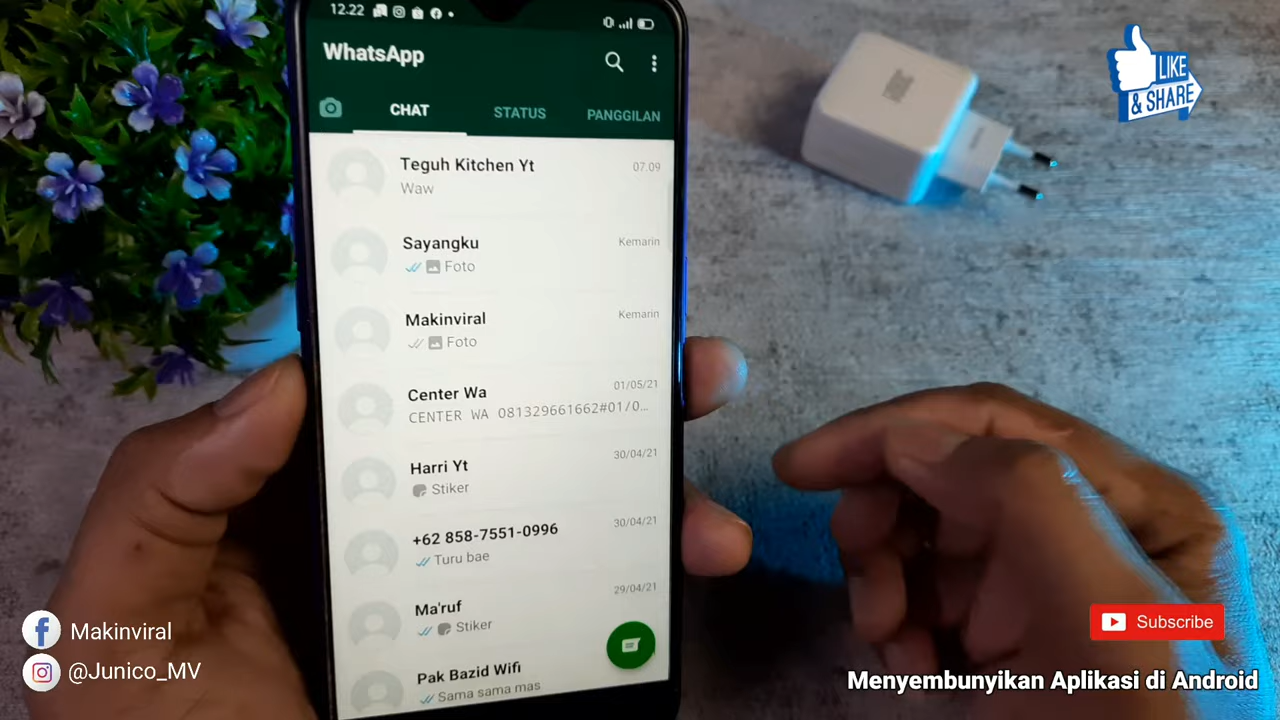 12.22
WhatsApp
CHAT STATUS PANGGILAN
Teguh Kitchen Yt 07.09
Waw
Sayangku Kemarin
Foto
Makinviral Kemarin
Foto
Center Wa 01/05/21
CENTER WA 081329661662#01/0...
Harri Yt 30/04/21
Stiker
+62 858-7551-0996 30/04/21
Turu bae
Ma'ruf 29/04/21
Stiker
Pak Bazid Wifi
Sama sama mas
LIKE
& SHARE
Makinviral
@Junico_MV
Subscribe
Menyembunyikan Aplikasi di Android